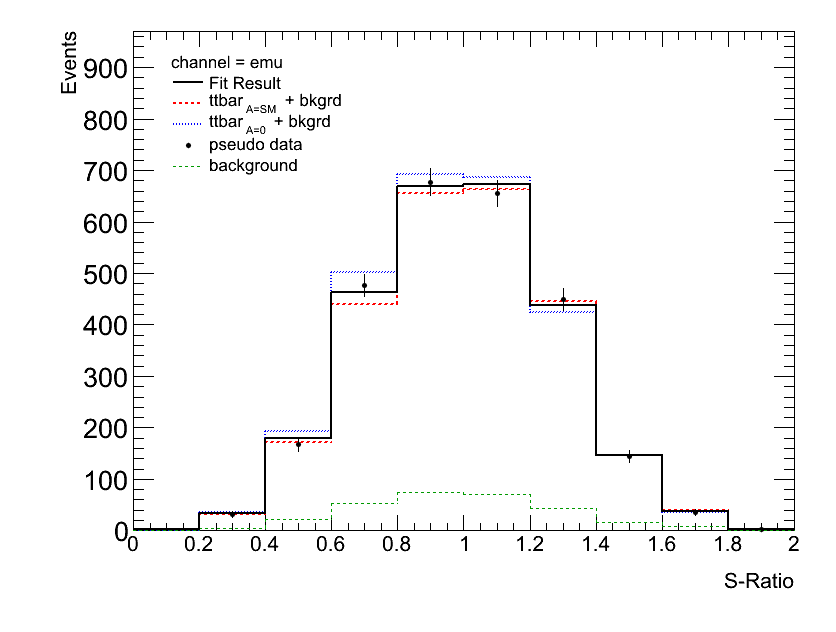 Events
channel = emu
Fit Result
ttbar A=SM + bkgrd
ttbar A=0 + bkgrd
pseudo data
background
900
800
700
600
500
400
300
200
100
0
0 0.2 0.4 0.6 0.8 1 1.2 1.4 1.6 1.8 2
S-Ratio